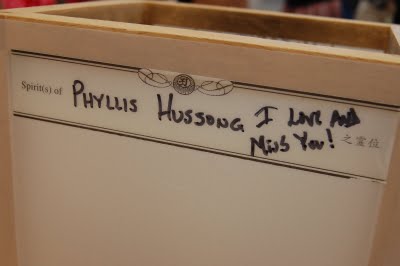 Spirit(s) of PHYLLIS HUSSONG I LOVE AND
MISS YOU! 之靈位